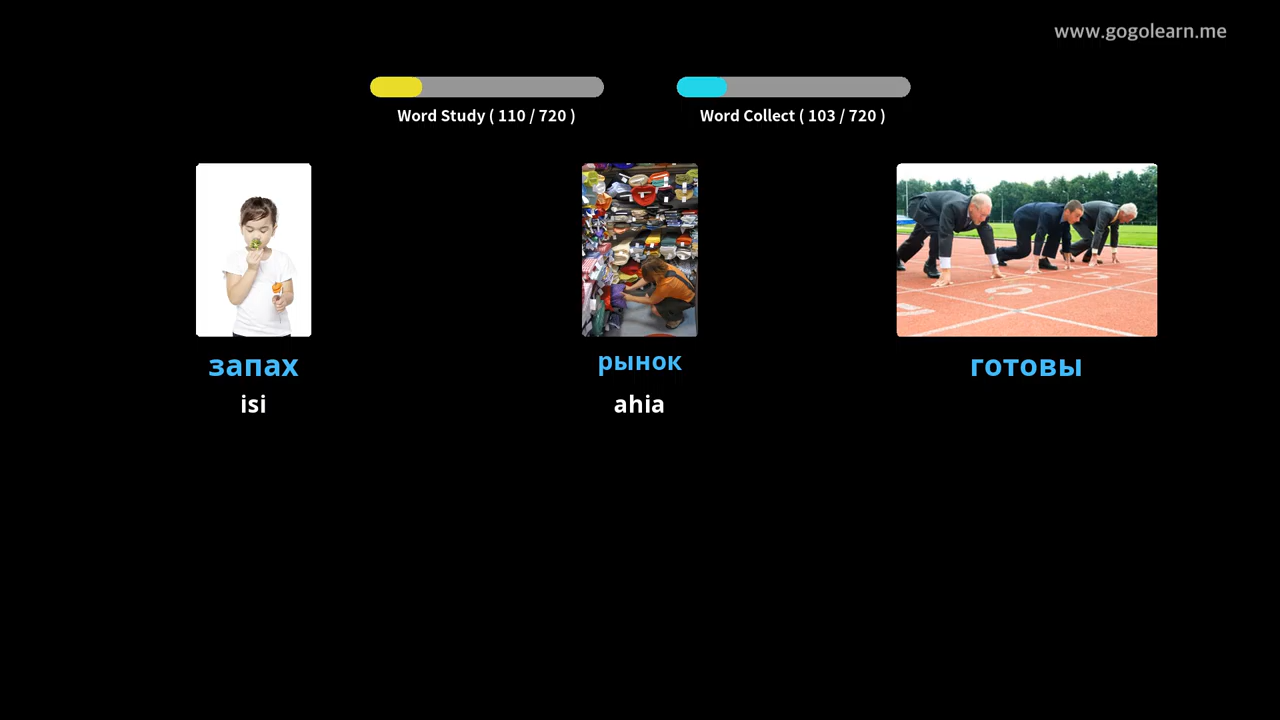 www.gogolearn.me
Word Study ( 110 / 720 )
Word Collect ( 103 / 720 )
запах
рынок
готовы
isi
ahia